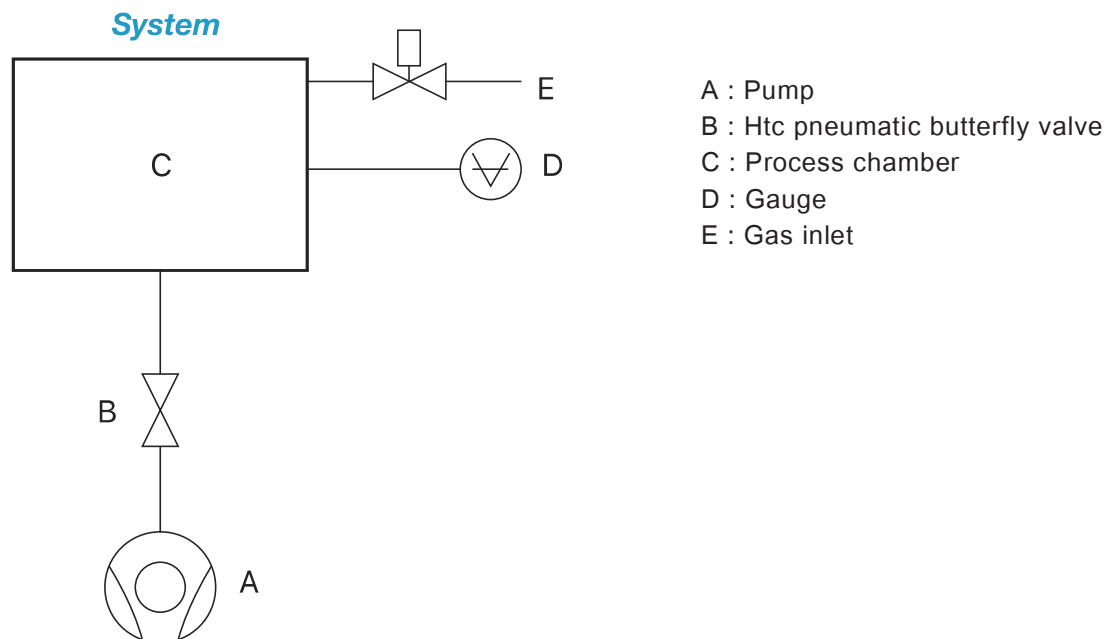 System
E
C
D
B
A
A : Pump
B : Htc pneumatic butterfly valve
C : Process chamber
D : Gauge
E : Gas inlet